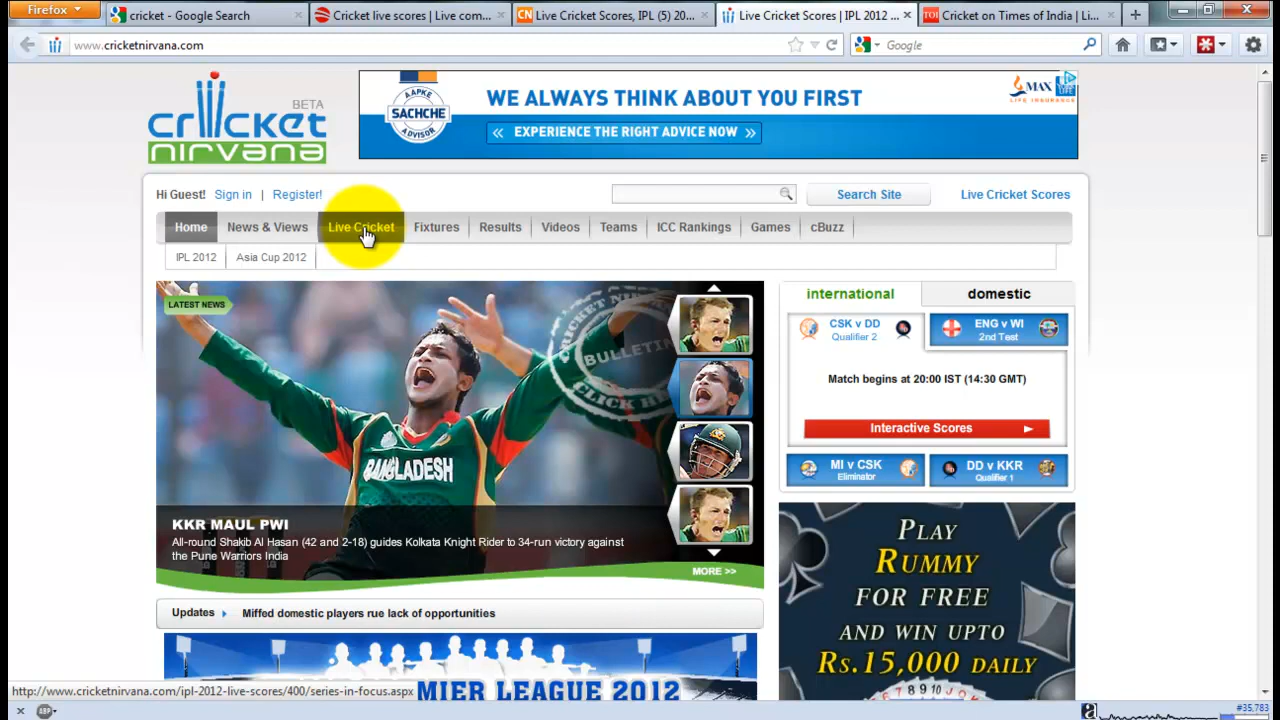 Firefox
cricket - Google Search
Cricket live scores | Live com...
Live Cricket Scores, IPL (5) 20...
Live Cricket Scores | IPL 2012 ...
TOI Cricket on Times of India | Li...
www.cricketnirvana.com
Google
cricket
BETA
nirvana
AAPKE
SACHCHE
ADVISOR
WE ALWAYS THINK ABOUT YOU FIRST
« EXPERIENCE THE RIGHT ADVICE NOW »
MAX
LIFE INSURANCE
Hi Guest! Sign in | Register!
Search Site
Live Cricket Scores
Home News & Views Live Cricket Fixtures Results Videos Teams ICC Rankings Games cBuzz
IPL 2012 Asia Cup 2012
LATEST NEWS
CRICKET NIRVANA
BULLETIN
BANGLADESH
KKR MAUL PWI
All-round Shakib Al Hasan (42 and 2-18) guides Kolkata Knight Rider to 34-run victory against
the Pune Warriors India
MORE >>
international domestic
CSK v DD
Qualifier 2
ENG v WI
2nd Test
Match begins at 20:00 IST (14:30 GMT)
Interactive Scores
MI v CSK
Eliminator
DD v KKR
Qualifier 1
Updates Miffed domestic players rue lack of opportunities
MIER LEAGUE 2012
PLAY
RUMMY
FOR FREE
AND WIN UPTO
RS.15,000 DAILY
http://www.cricketnirvana.com/ipl-2012-live-scores/400/series-in-focus.aspx
ABP
#35,783